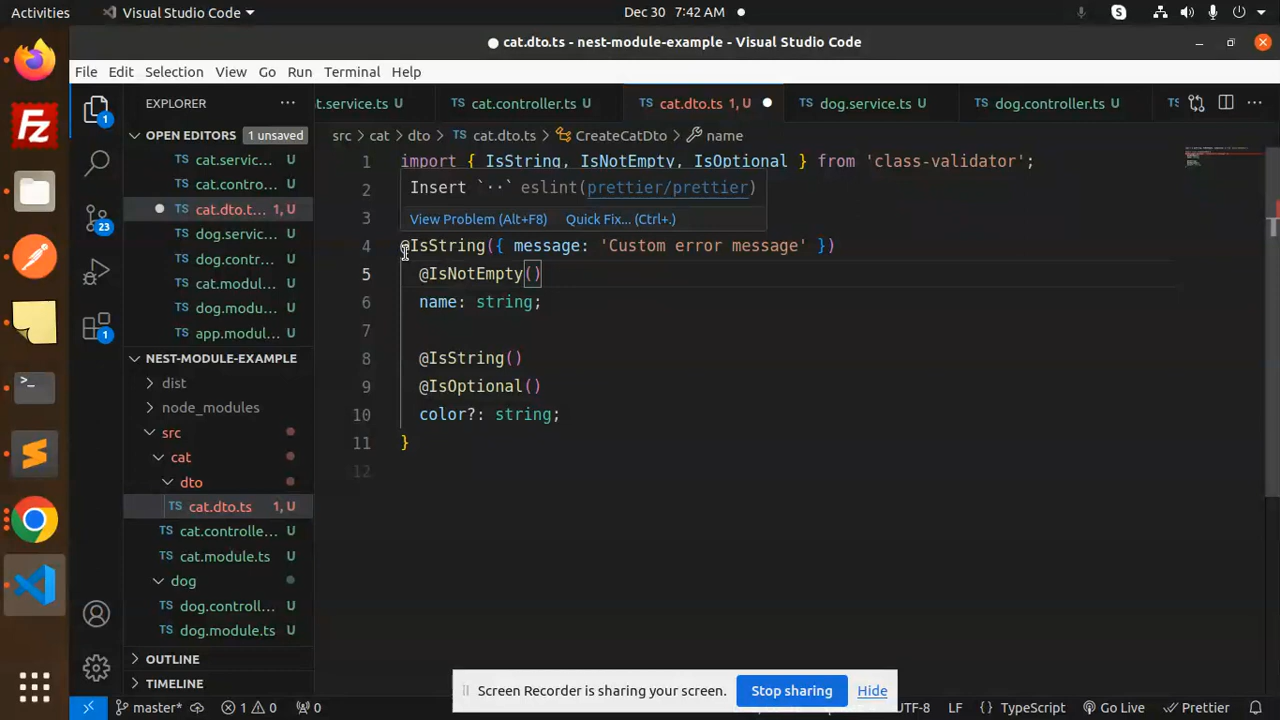 Activities
Visual Studio Code
Dec 30 7:42 AM
cat.dto.ts - nest-module-example - Visual Studio Code
File Edit Selection View Go Run Terminal Help
EXPLORER
t.service.ts U
cat.controller.ts U
cat.dto.ts 1, U
dog.service.ts U
dog.controller.ts U
OPEN EDITORS 1 unsaved
src > cat > dto > TS cat.dto.ts > CreateCatDto > name
TS cat.servic... U
TS cat.contro... U
TS cat.dto.t... 1, U
TS dog.servic... U
TS dog.contr... U
TS cat.modul... U
TS dog.modu... U
TS app.modul... U
NEST-MODULE-EXAMPLE
dist
node_modules
src
cat
dto
TS cat.dto.ts 1, U
TS cat.controlle... U
TS cat.module.ts U
dog
TS dog.controll... U
TS dog.module.ts U
OUTLINE
TIMELINE
1 import { IsString, IsNotEmpty, IsOptional } from 'class-validator';
2
Insert `··` eslint(prettier/prettier)
3
View Problem (Alt+F8) Quick Fix... (Ctrl+.)
4 @IsString({ message: 'Custom error message' })
5 @IsNotEmpty()
6 name: string;
7
8 @IsString()
9 @IsOptional()
10 color?: string;
11 }
12
Screen Recorder is sharing your screen. Stop sharing Hide
master* 1 0 0
UTF-8 LF TypeScript Go Live Prettier
23
1
1
Fz